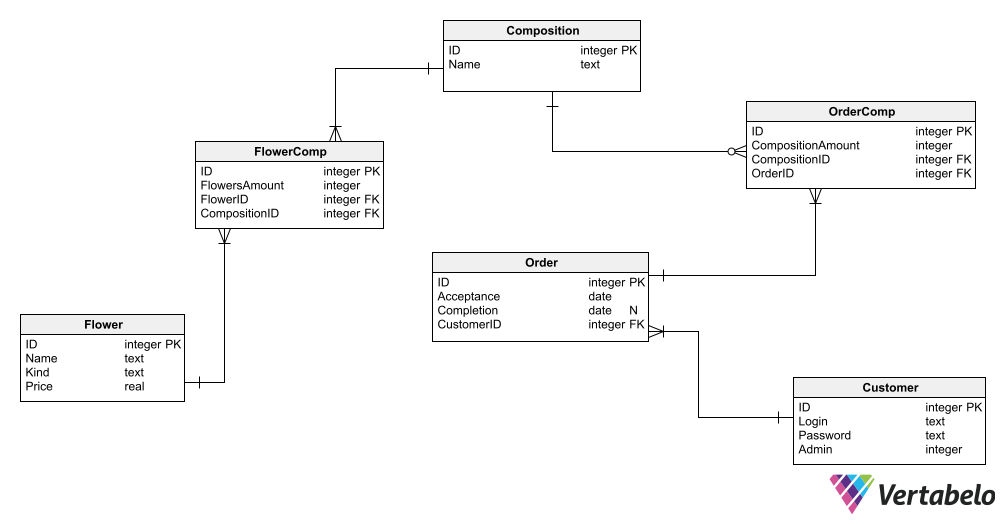 Composition
ID integer PK
Name text
OrderComp
ID integer PK
CompositionAmount integer
CompositionID integer FK
OrderID integer FK
FlowerComp
ID integer PK
FlowersAmount integer
FlowerID integer FK
CompositionID integer FK
Order
ID integer PK
Acceptance date
Completion date N
CustomerID integer FK
Flower
ID integer PK
Name text
Kind text
Price real
Customer
ID integer PK
Login text
Password text
Admin integer
Vertabelo